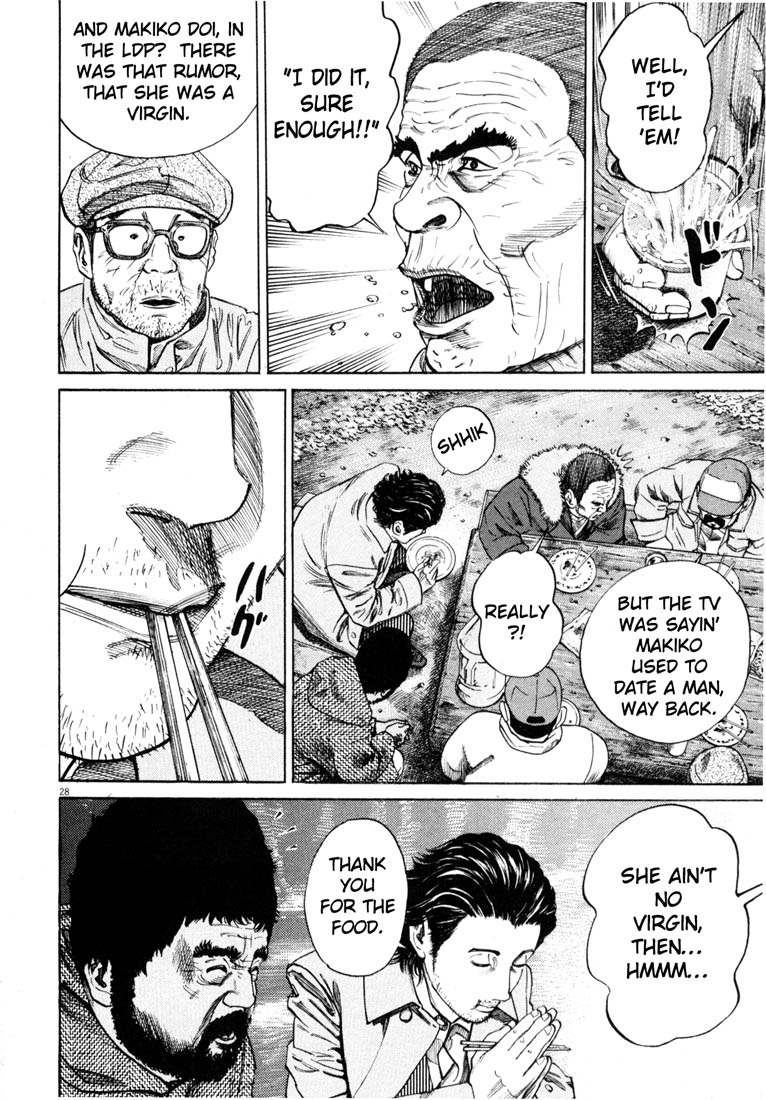 WELL,
I'D
TELL
'EM!
ドン
"I DID IT,
SURE
ENOUGH!!"
AND MAKIKO DOI, IN
THE LDP? THERE
WAS THAT RUMOR,
THAT SHE WAS A
VIRGIN.
SHHIK
REALLY
?!
BUT THE TV
WAS SAYIN'
MAKIKO
USED TO
DATE A MAN,
WAY BACK.
パグ
28
SHE AIN'T
NO
VIRGIN,
THEN...
HMMM...
THANK
YOU
FOR THE
FOOD.